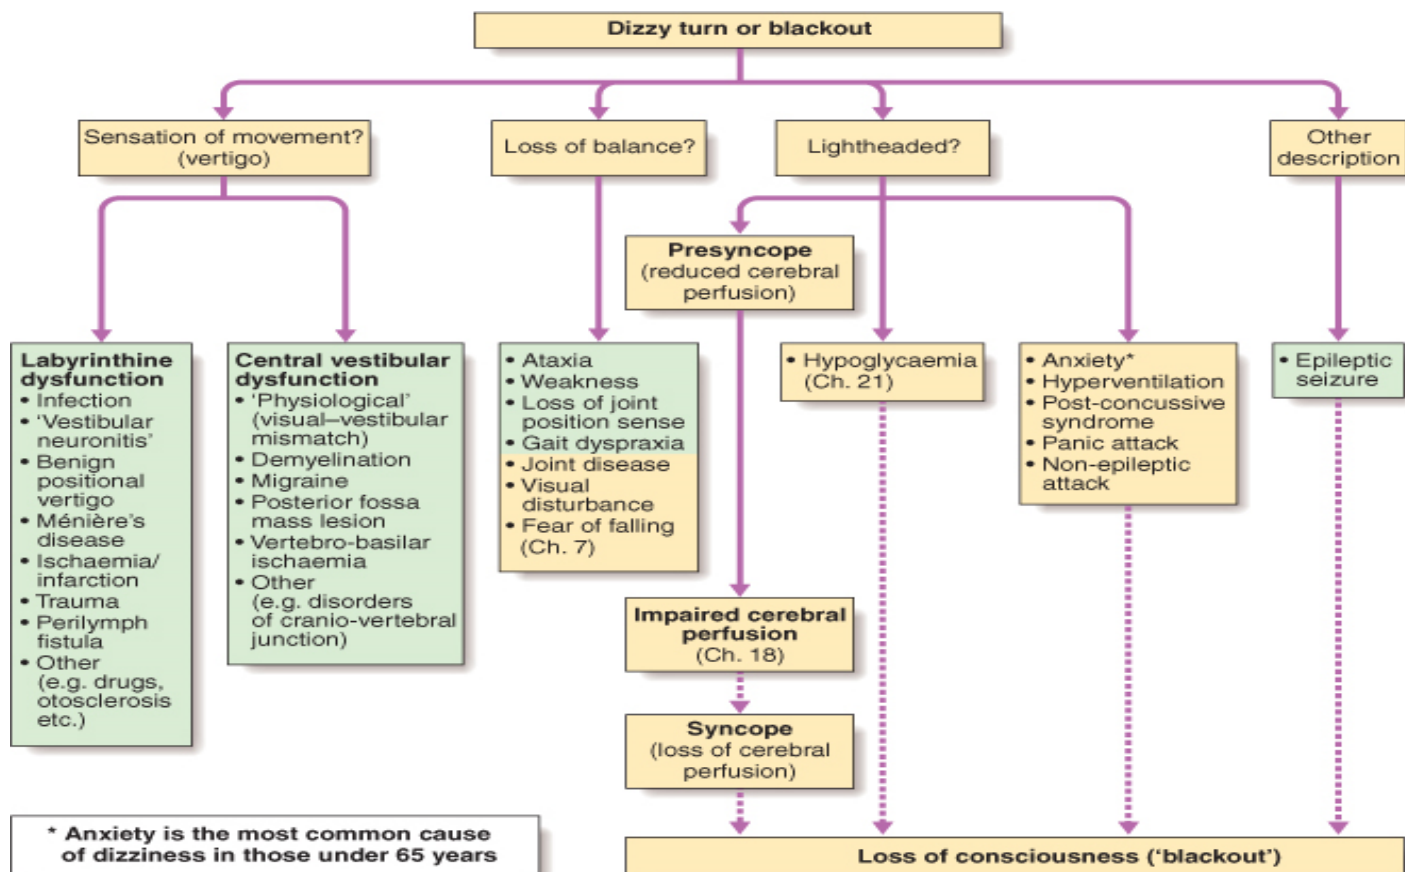 Dizzy turn or blackout
Sensation of movement?
(vertigo)
Loss of balance?
Lightheaded?
Other
description
Presyncope
(reduced cerebral
perfusion)
Labyrinthine
dysfunction
• Infection
• ‘Vestibular
neuronitis’
• Benign
positional
vertigo
• Ménière’s
disease
• Ischaemia/
infarction
• Trauma
• Perilymph
fistula
• Other
(e.g. drugs,
otosclerosis
etc.)
Central vestibular
dysfunction
• ‘Physiological’
(visual–vestibular
mismatch)
• Demyelination
• Migraine
• Posterior fossa
mass lesion
• Vertebro-basilar
ischaemia
• Other
(e.g. disorders
of cranio-vertebral
junction)
• Ataxia
• Weakness
• Loss of joint
position sense
• Gait dyspraxia
• Joint disease
• Visual
disturbance
• Fear of falling
(Ch. 7)
• Hypoglycaemia
(Ch. 21)
• Anxiety*
• Hyperventilation
• Post-concussive
syndrome
• Panic attack
• Non-epileptic
attack
• Epileptic
seizure
Impaired cerebral
perfusion
(Ch. 18)
Syncope
(loss of cerebral
perfusion)
* Anxiety is the most common cause
of dizziness in those under 65 years
Loss of consciousness (‘blackout’)